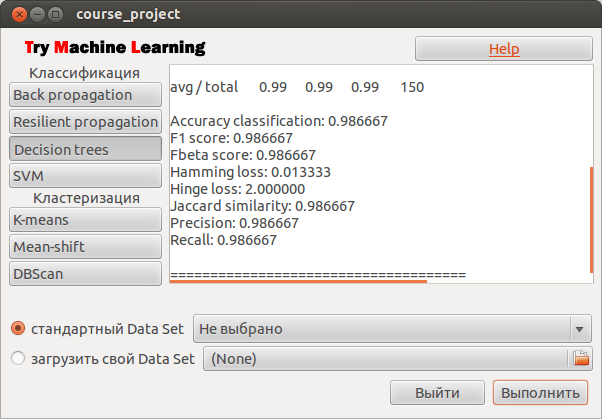 course_project
Try Machine Learning
Help
Классификация
Back propagation
Resilient propagation
Decision trees
SVM
Кластеризация
K-means
Mean-shift
DBScan
avg / total 0.99 0.99 0.99 150
Accuracy classification: 0.986667
F1 score: 0.986667
Fbeta score: 0.986667
Hamming loss: 0.013333
Hinge loss: 2.000000
Jaccard similarity: 0.986667
Precision: 0.986667
Recall: 0.986667
=====================================
стандартный Data Set Не выбрано
загрузить свой Data Set (None)
Выйти Выполнить